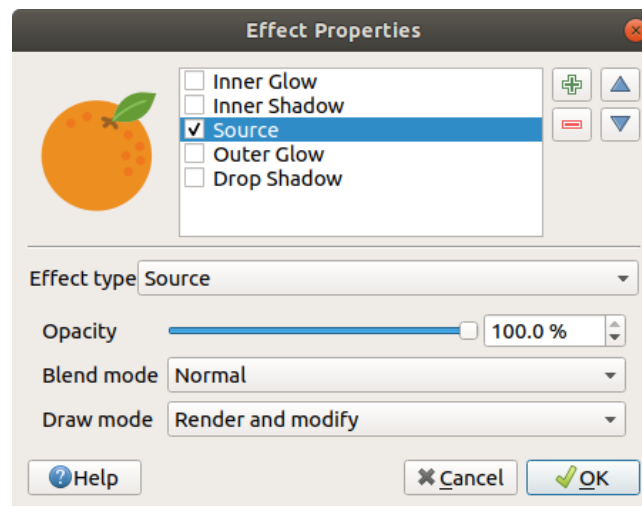 Effect Properties
Inner Glow
Inner Shadow
Source
Outer Glow
Drop Shadow
Effect type Source
Opacity 100.0 %
Blend mode Normal
Draw mode Render and modify
Help Cancel OK